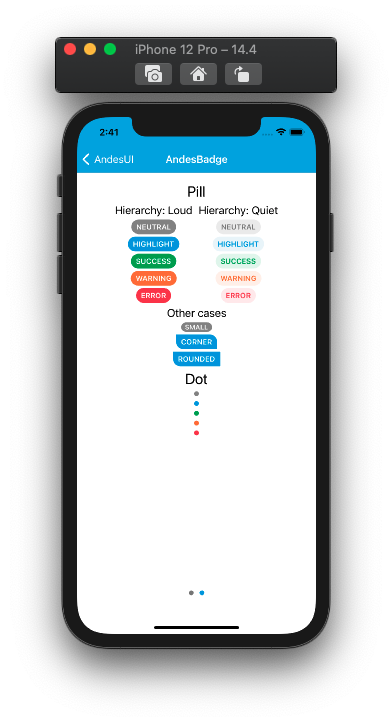 iPhone 12 Pro – 14.4
2:41
AndesUI AndesBadge
Pill
Hierarchy: Loud Hierarchy: Quiet
NEUTRAL NEUTRAL
HIGHLIGHT HIGHLIGHT
SUCCESS SUCCESS
WARNING WARNING
ERROR ERROR
Other cases
SMALL
CORNER
ROUNDED
Dot